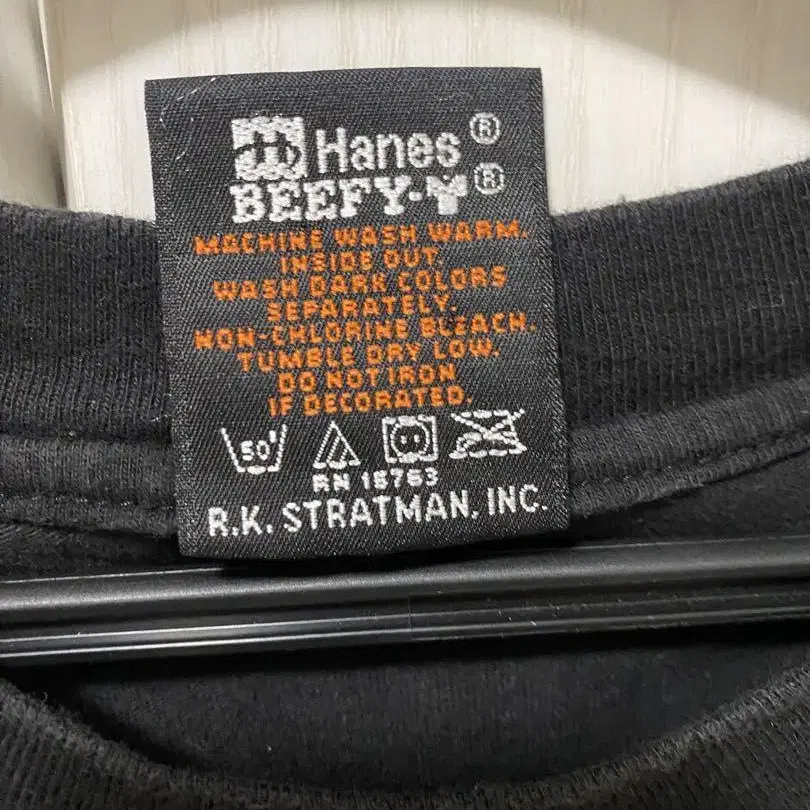 Hanes®
BEEFY-T®
MACHINE WASH WARM.
INSIDE OUT.
WASH DARK COLORS
SEPARATELY.
NON-CHLORINE BLEACH.
TUMBLE DRY LOW.
DO NOT IRON
IF DECORATED.
50°
RN 15763
R.K. STRATMAN, INC.